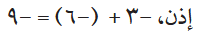 إذن، -٣ + (-٦) = -٩